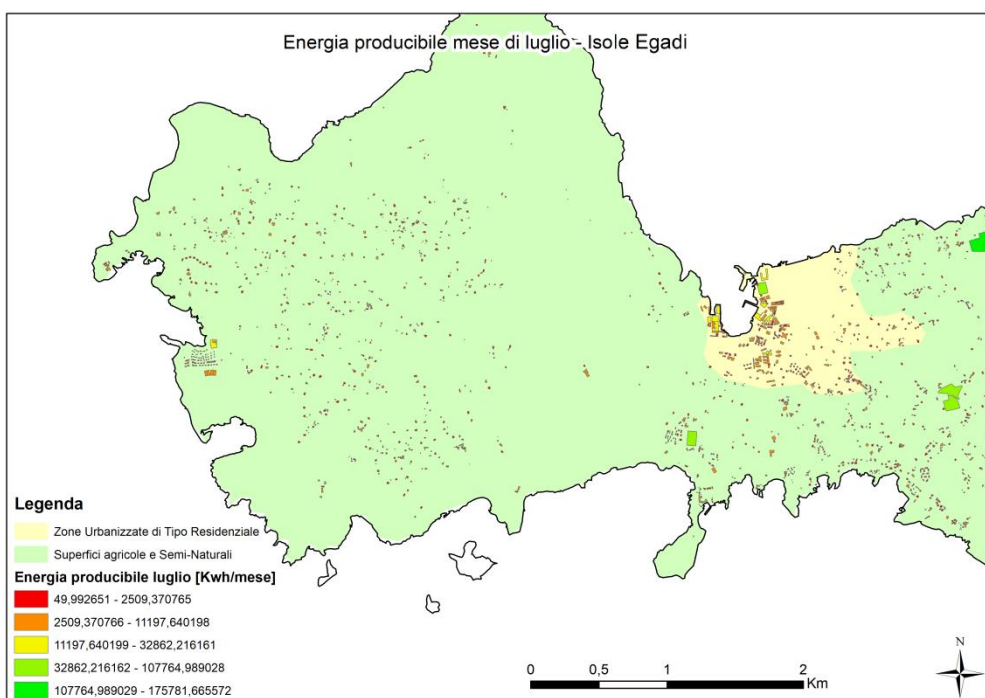 Energia producibile mese di luglio - Isole Egadi
Legenda
Zone Urbanizzate di Tipo Residenziale
Superfici agricole e Semi-Naturali
Energia producibile luglio [Kwh/mese]
49,992651 - 2509,370765
2509,370766 - 11197,640198
11197,640199 - 32862,216161
32862,216162 - 107764,989028
107764,989029 - 175781,665572
0 0,5 1 2
Km
N